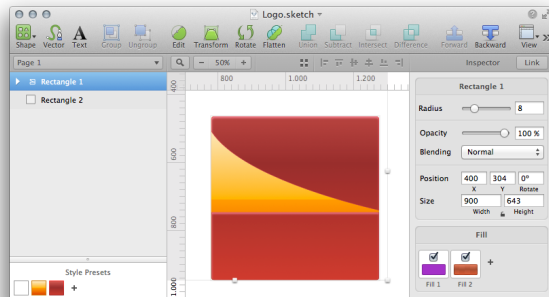 Logo.sketch
Shape Vector Text Group Ungroup Edit Transform Rotate Flatten Union Subtract Intersect Difference Forward Backward View
Page 1 − 50% + Inspector Link
Rectangle 1
Rectangle 2
800 1.000 1.200
400
600
800
1.000
Rectangle 1
Radius 8
Opacity 100 %
Blending Normal
Position 400 304 0°
X Y Rotate
Size 900 643
Width Height
Fill
+
Fill 1 Fill 2
Style Presets
+